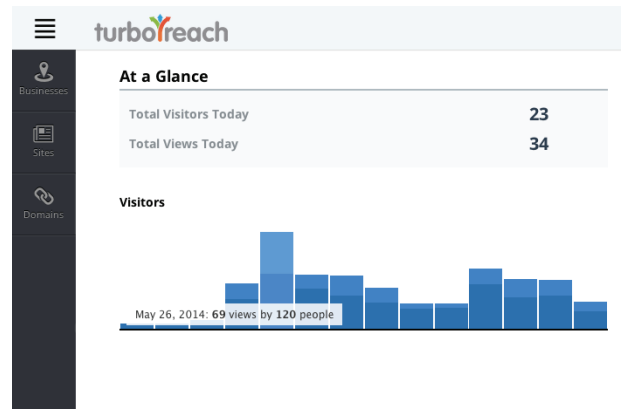 turboreach
At a Glance
Businesses
Total Visitors Today 23
Total Views Today 34
Sites
Visitors
Domains
May 26, 2014: 69 views by 120 people